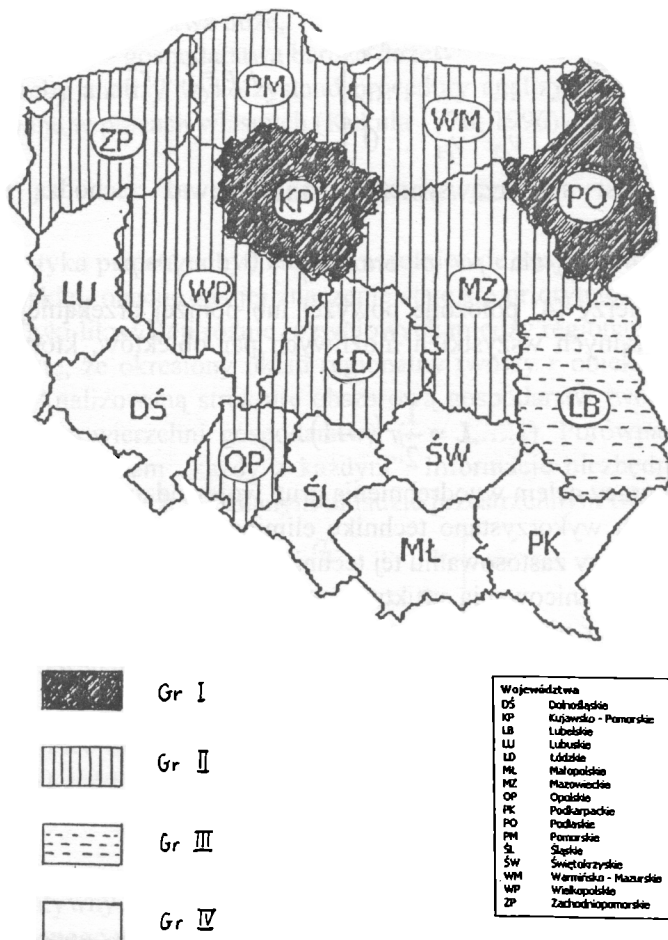 PM
WM
ZP
KP
PO
LU
WP
MZ
ŁD
DŚ
LB
OP
ŚW
ŚL
MŁ
PK
Gr I
Gr II
Gr III
Gr IV
Województwa
DŚ Dolnośląskie
KP Kujawsko - Pomorskie
LB Lubelskie
LU Lubuskie
ŁD Łódzkie
MŁ Małopolskie
MZ Mazowieckie
OP Opolskie
PK Podkarpackie
PO Podlaskie
PM Pomorskie
ŚL Śląskie
ŚW Świętokrzyskie
WM Warmińsko - Mazurskie
WP Wielkopolskie
ZP Zachodniopomorskie